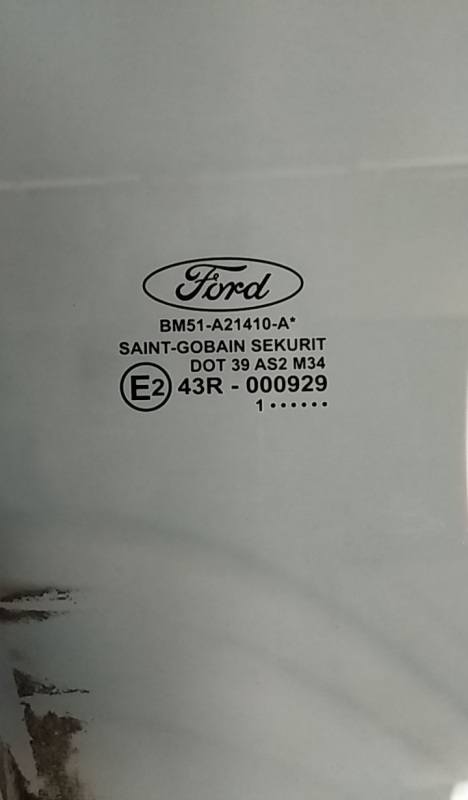 Ford
BM51-A21410-A*
SAINT-GOBAIN SEKURIT
DOT 39 AS2 M34
E2 43R - 000929
1 • • • • • •